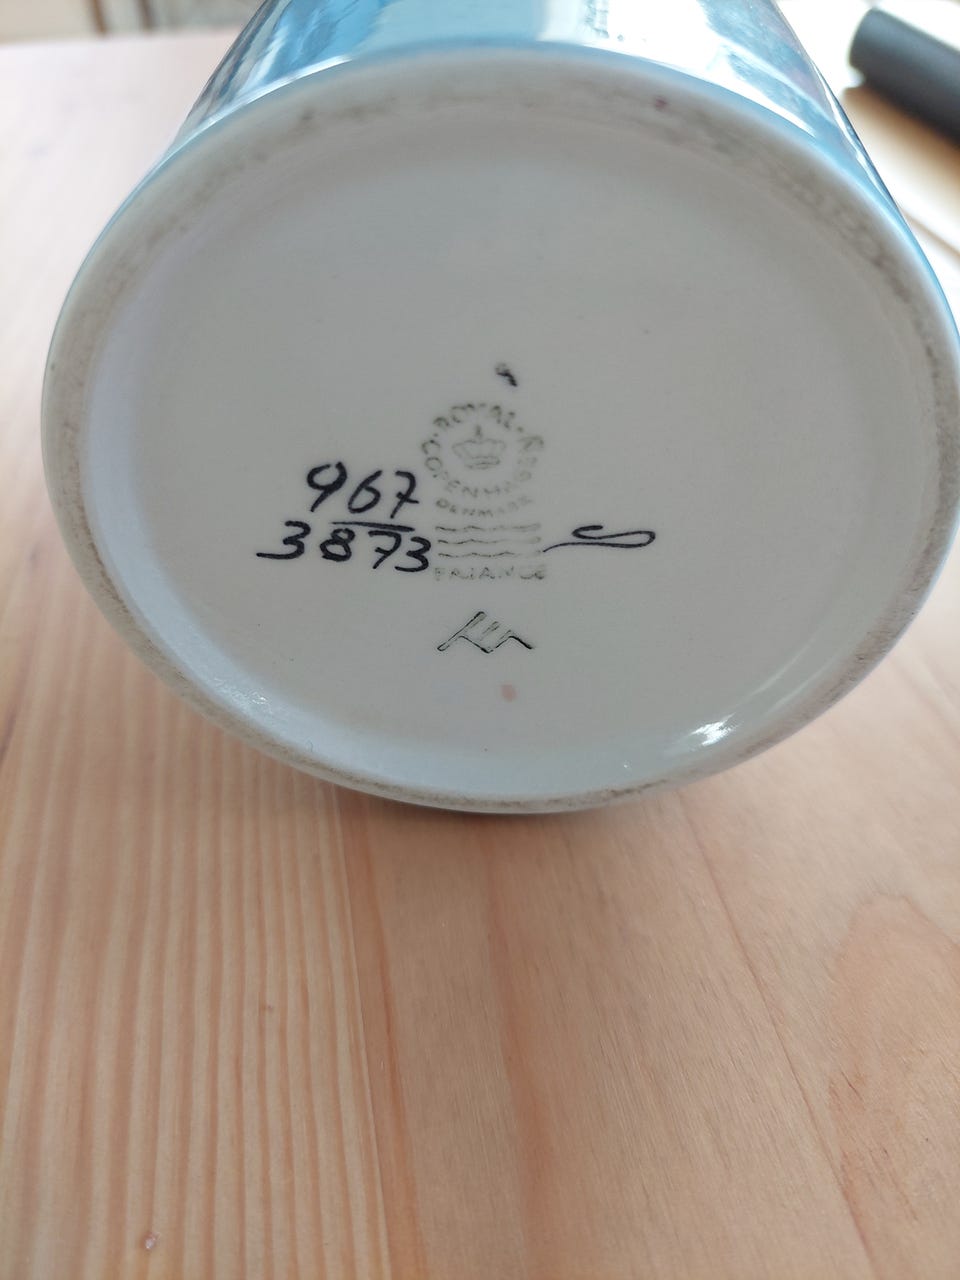 ROYAL
COPENHAGEN
DENMARK
967
3873
FAJANCE